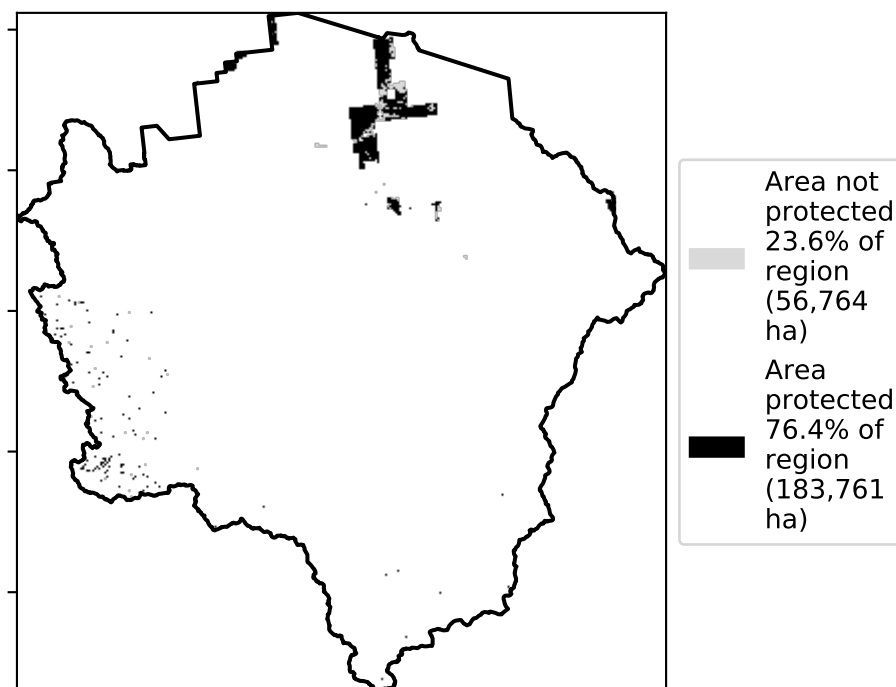 Area not
protected
23.6% of
region
(56,764
ha)
Area
protected
76.4% of
region
(183,761
ha)